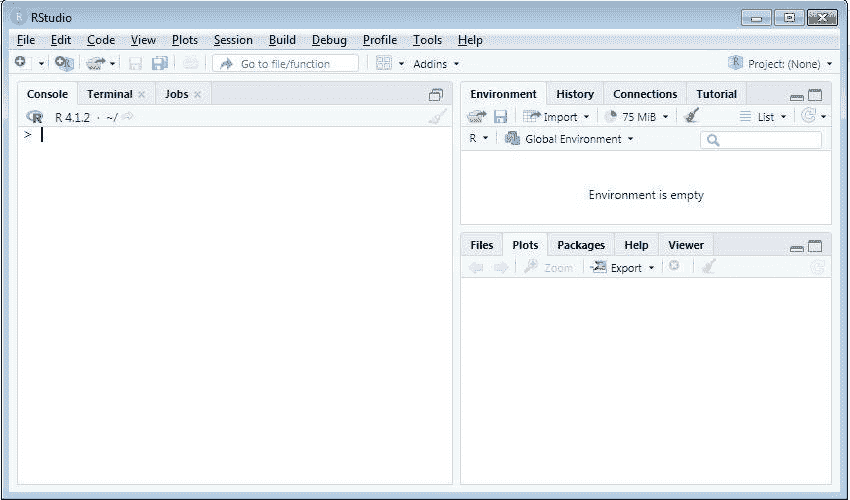 RStudio
File Edit Code View Plots Session Build Debug Profile Tools Help
Go to file/function Addins Project: (None)
Console Terminal Jobs
R 4.1.2 · ~/
>
Environment History Connections Tutorial
Import 75 MiB List
R Global Environment
Environment is empty
Files Plots Packages Help Viewer
Zoom Export